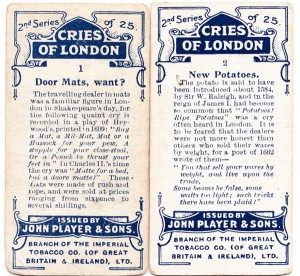 2nd Series of 25.
CRIES
OF LONDON
1
Door Mats, want?
The travelling dealer in mats
was a familiar figure in Lon-
don in Shakespeare's day, for
the following quaint cry is
recorded in a play of Hey-
wood's, printed in 1609: "Buy
a Mat, a Mil-Mat, Mat or a
Hassock for your pew, A
stopple for your close-stool, Or
a Pesock to thrust your
feet in." In Charles II.'s time
the cry was "Matts for a bed,
buy a doore matte!" These
mats were made of rush and
rope, and were sold at prices
ranging from sixpence to
several shillings.
ISSUED BY
JOHN PLAYER & SONS.
BRANCH OF THE IMPERIAL
TOBACCO CO. (OF GREAT
BRITAIN & IRELAND), LTD.
2nd Series of 25.
CRIES
OF LONDON
2
New Potatoes.
The potato is said to have
been introduced about 1584,
by Sir W. Raleigh, and in the
reign of James I. had become
so common that "Potatoes!
Ripe Potatoes" was a cry
often heard in London. It is
to be feared that the dealers
were not more honest than
others who sold their wares
by weight, for a poet of 1692
wrote of them—
"You that sell your wares by
weight, and live upon the
trade,
Some beams be false, some
waits too light; such tricks
there have been plaid!"
ISSUED BY
JOHN PLAYER & SONS.
BRANCH OF THE IMPERIAL
TOBACCO CO. (OF GREAT
BRITAIN & IRELAND), LTD.